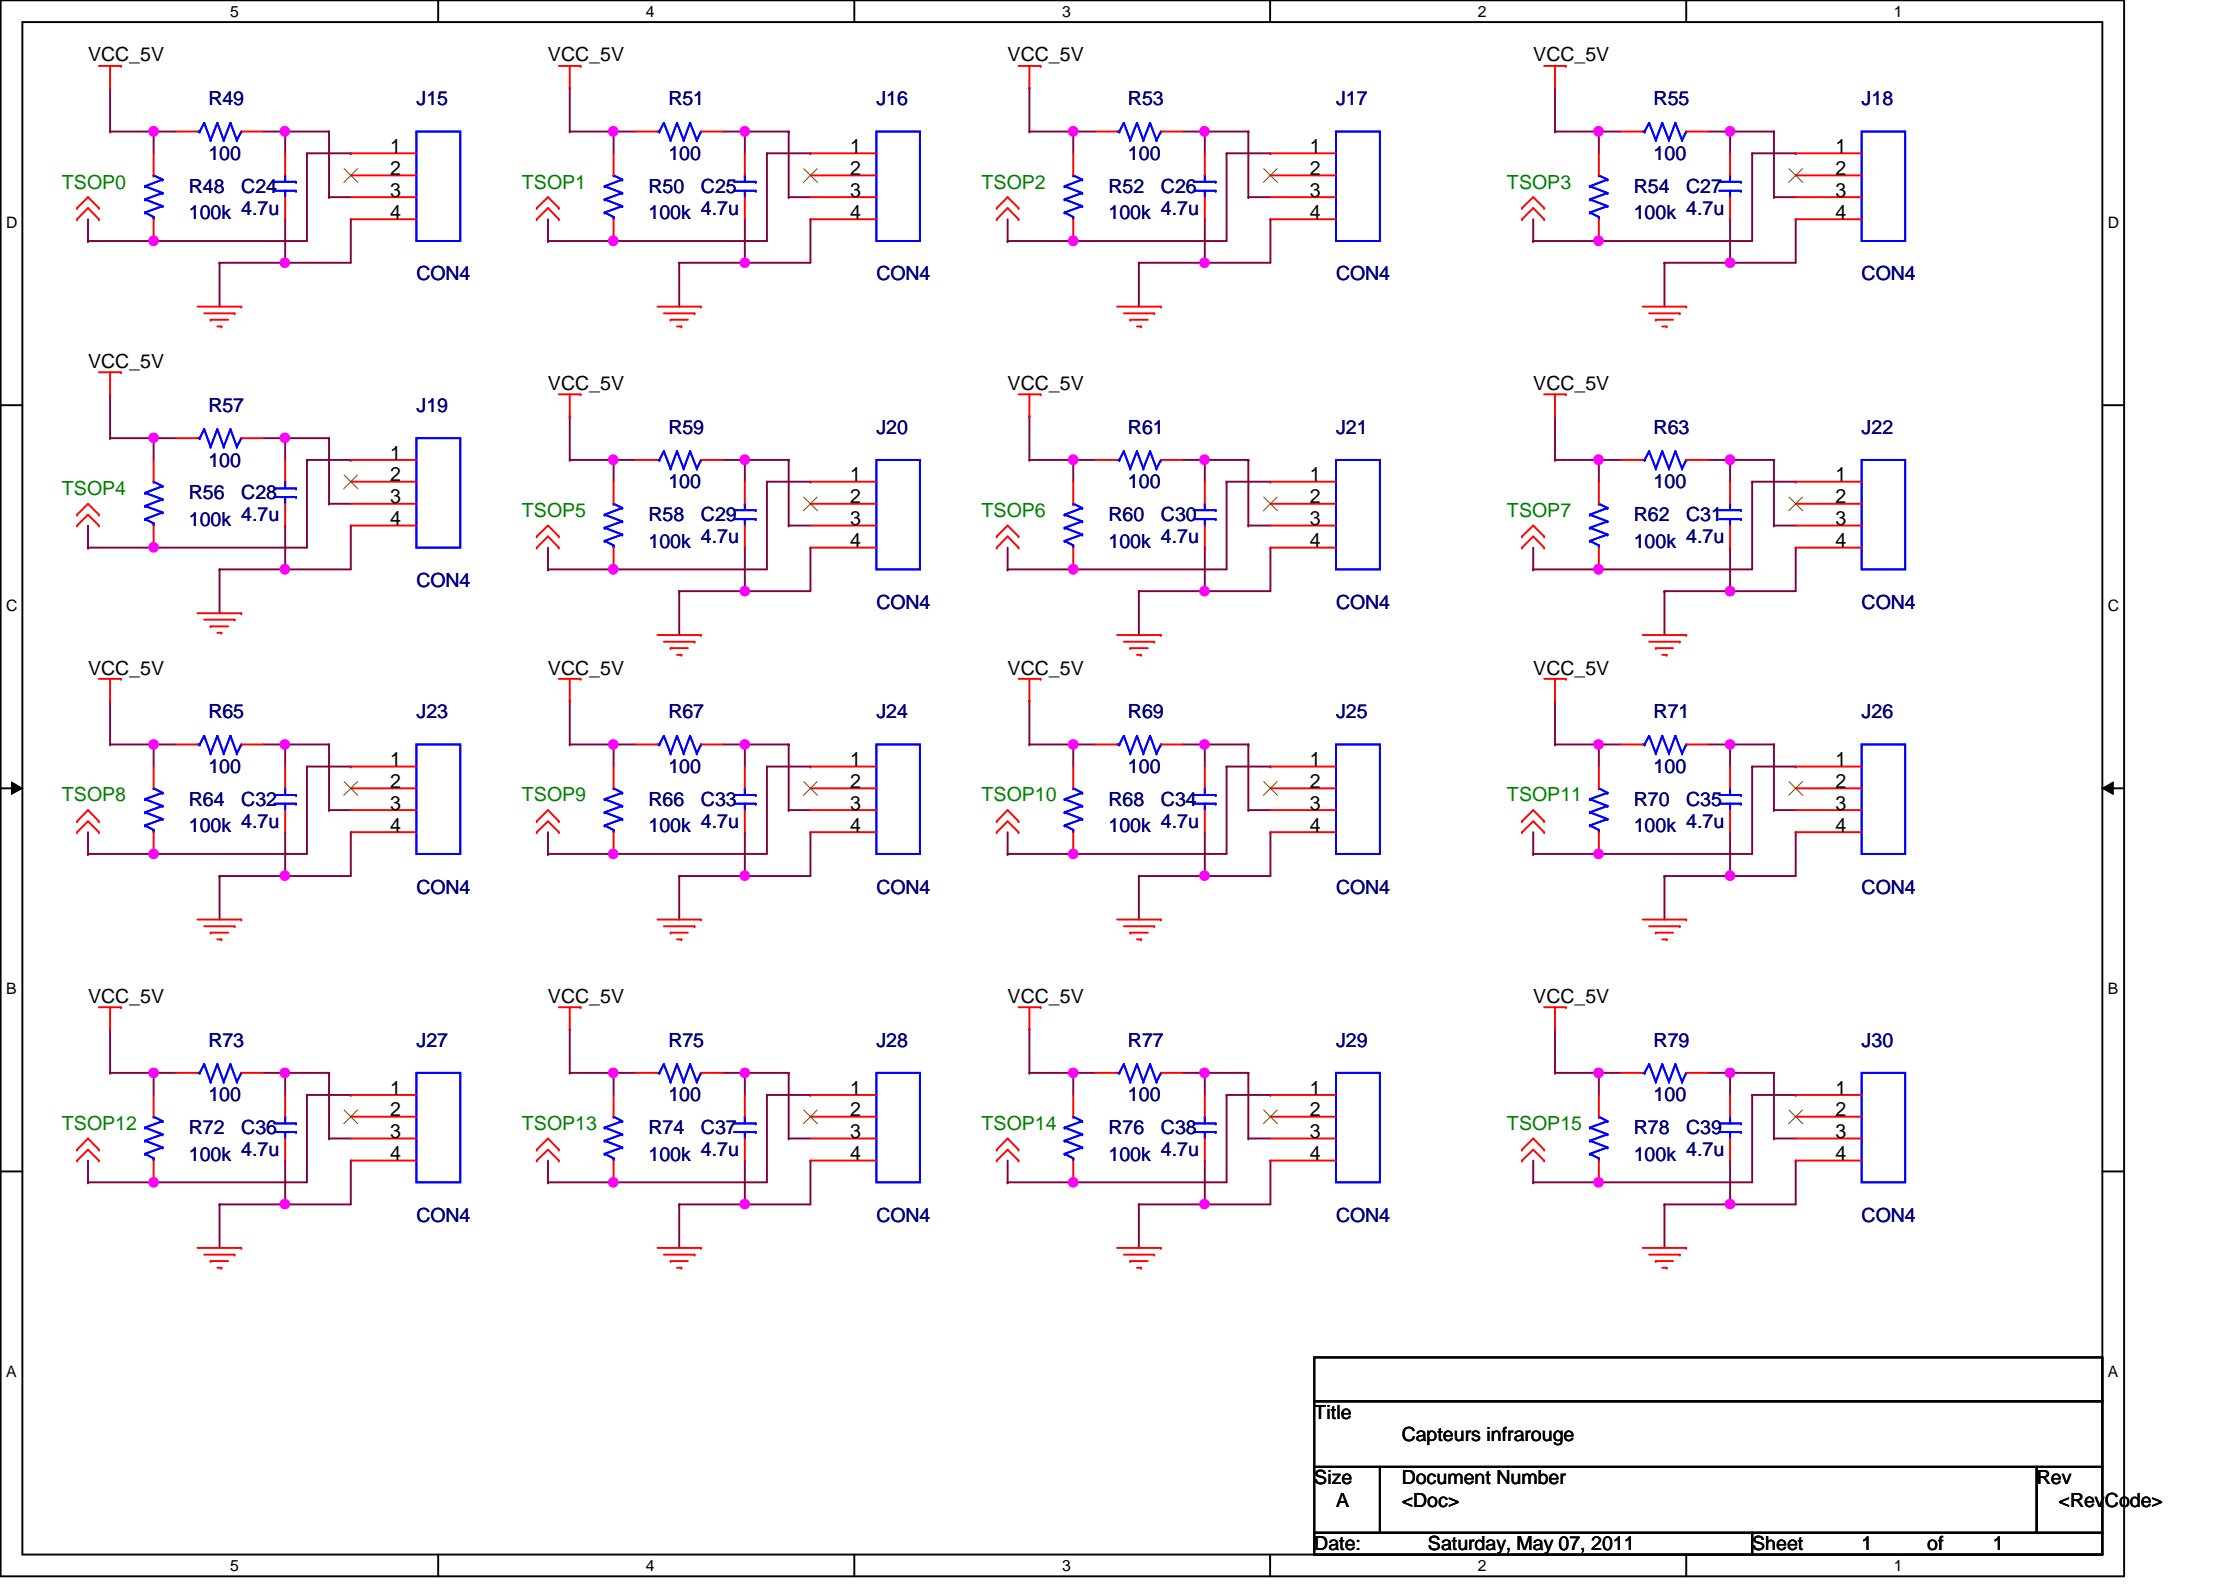 5 4 3 2 1
VCC_5V VCC_5V VCC_5V VCC_5V
R49 J15 R51 J16 R53 J17 R55 J18
100 1 100 1 100 1 100 1
2 2 2 2
TSOP0 R48 C24 3 TSOP1 R50 C25 3 TSOP2 R52 C26 3 TSOP3 R54 C27 3
100k 4.7u 4 100k 4.7u 4 100k 4.7u 4 100k 4.7u 4
D D
CON4 CON4 CON4 CON4
VCC_5V VCC_5V VCC_5V VCC_5V
R57 J19 R59 J20 R61 J21 R63 J22
100 1 100 1 100 1 100 1
2 2 2 2
TSOP4 R56 C28 3 TSOP5 R58 C29 3 TSOP6 R60 C30 3 TSOP7 R62 C31 3
100k 4.7u 4 100k 4.7u 4 100k 4.7u 4 100k 4.7u 4
CON4 CON4 CON4 CON4
C C
VCC_5V VCC_5V VCC_5V VCC_5V
R65 J23 R67 J24 R69 J25 R71 J26
100 1 100 1 100 1 100 1
2 2 2 2
TSOP8 R64 C32 3 TSOP9 R66 C33 3 TSOP10 R68 C34 3 TSOP11 R70 C35 3
100k 4.7u 4 100k 4.7u 4 100k 4.7u 4 100k 4.7u 4
CON4 CON4 CON4 CON4
B B
VCC_5V VCC_5V VCC_5V VCC_5V
R73 J27 R75 J28 R77 J29 R79 J30
100 1 100 1 100 1 100 1
2 2 2 2
TSOP12 R72 C36 3 TSOP13 R74 C37 3 TSOP14 R76 C38 3 TSOP15 R78 C39 3
100k 4.7u 4 100k 4.7u 4 100k 4.7u 4 100k 4.7u 4
CON4 CON4 CON4 CON4
A A
Title
Capteurs infrarouge
Size Document Number Rev
A <Doc> <RevCode>
Date: Saturday, May 07, 2011 Sheet 1 of 1
5 4 3 2 1